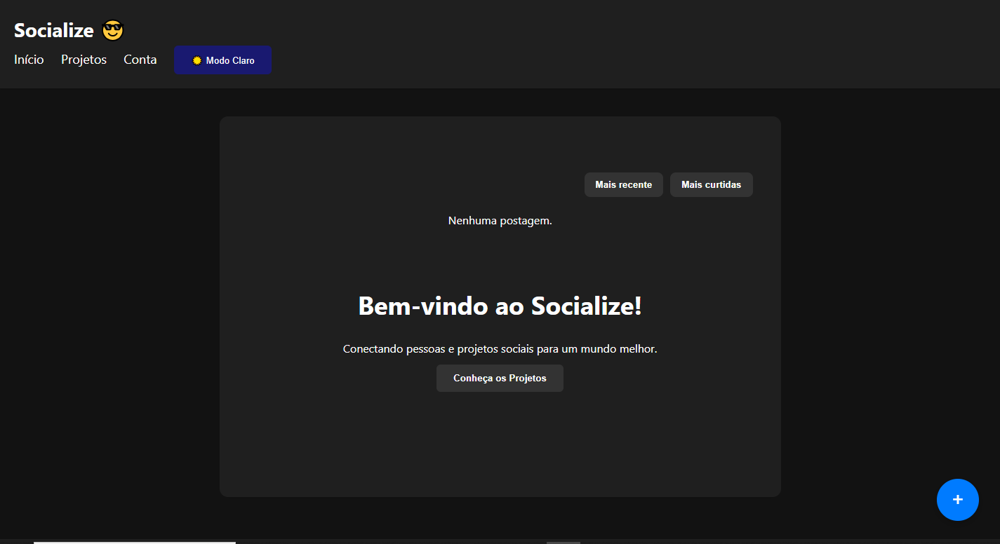 Socialize 😎
Início Projetos Conta 🌞 Modo Claro
Mais recente Mais curtidas
Nenhuma postagem.
Bem-vindo ao Socialize!
Conectando pessoas e projetos sociais para um mundo melhor.
Conheça os Projetos
+